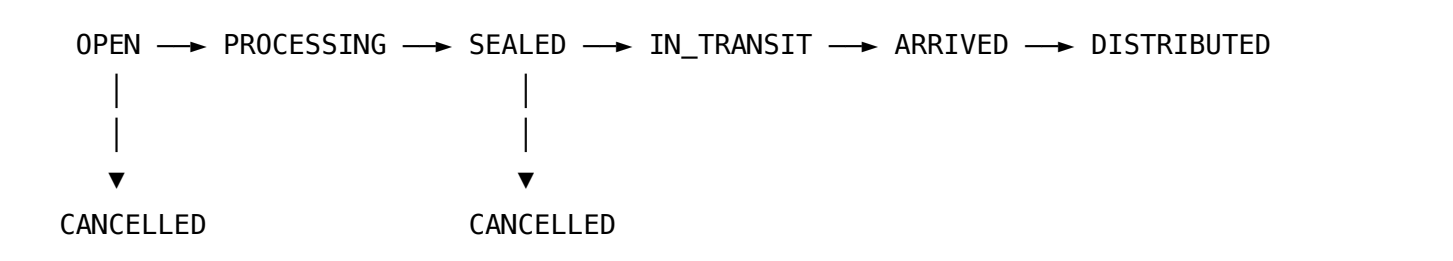 OPEN ──► PROCESSING ──► SEALED ──► IN_TRANSIT ──► ARRIVED ──► DISTRIBUTED
│ │
│ │
▼ ▼
CANCELLED CANCELLED